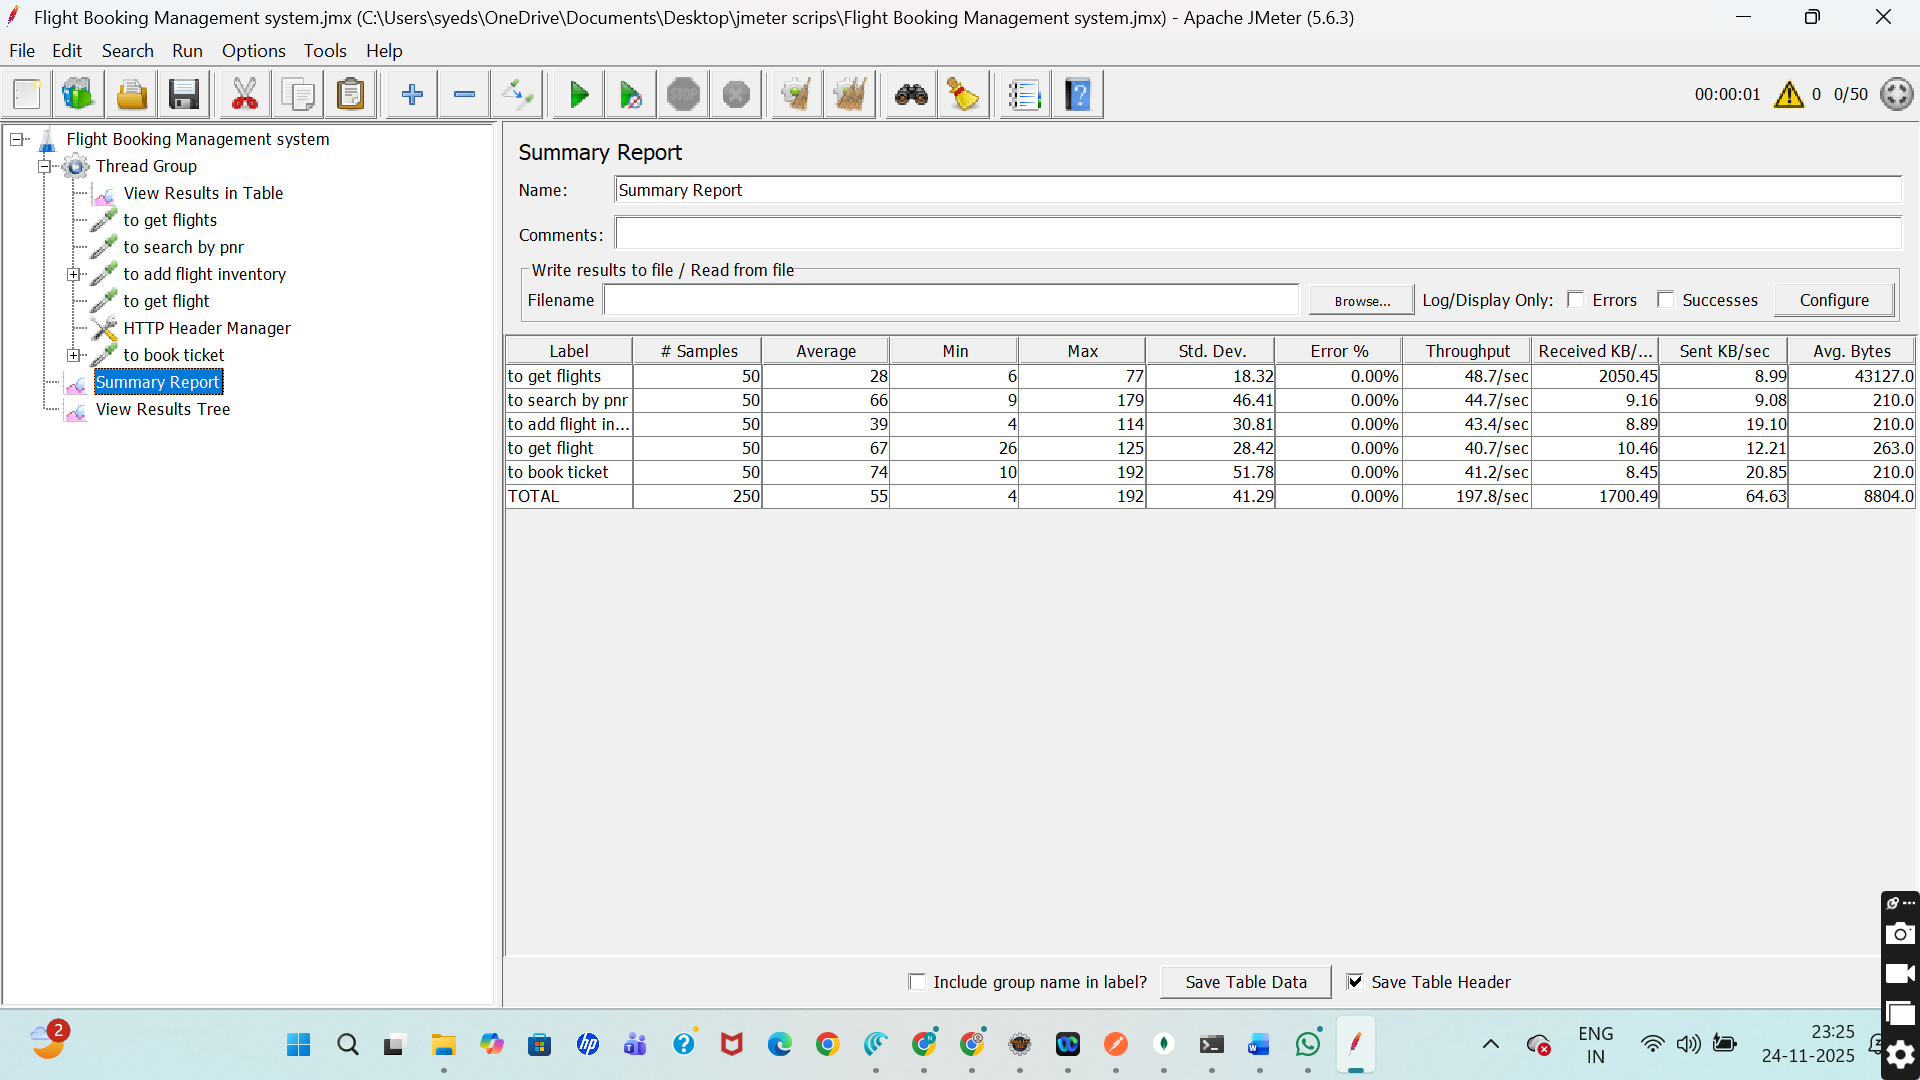 Flight Booking Management system.jmx (C:\Users\syeds\OneDrive\Documents\Desktop\jmeter scrips\Flight Booking Management system.jmx) - Apache JMeter (5.6.3)
File Edit Search Run Options Tools Help
STOP
00:00:01 0 0/50
Flight Booking Management system
Thread Group
View Results in Table
to get flights
to search by pnr
to add flight inventory
to get flight
HTTP Header Manager
to book ticket
Summary Report
View Results Tree
Summary Report
Name: Summary Report
Comments:
Write results to file / Read from file
Filename Browse... Log/Display Only: Errors Successes Configure
Label # Samples Average Min Max Std. Dev. Error % Throughput Received KB/... Sent KB/sec Avg. Bytes
to get flights 50 28 6 77 18.32 0.00% 48.7/sec 2050.45 8.99 43127.0
to search by pnr 50 66 9 179 46.41 0.00% 44.7/sec 9.16 9.08 210.0
to add flight in... 50 39 4 114 30.81 0.00% 43.4/sec 8.89 19.10 210.0
to get flight 50 67 26 125 28.42 0.00% 40.7/sec 10.46 12.21 263.0
to book ticket 50 74 10 192 51.78 0.00% 41.2/sec 8.45 20.85 210.0
TOTAL 250 55 4 192 41.29 0.00% 197.8/sec 1700.49 64.63 8804.0
Include group name in label? Save Table Data Save Table Header
2
hp
ENG
IN
23:25
24-11-2025